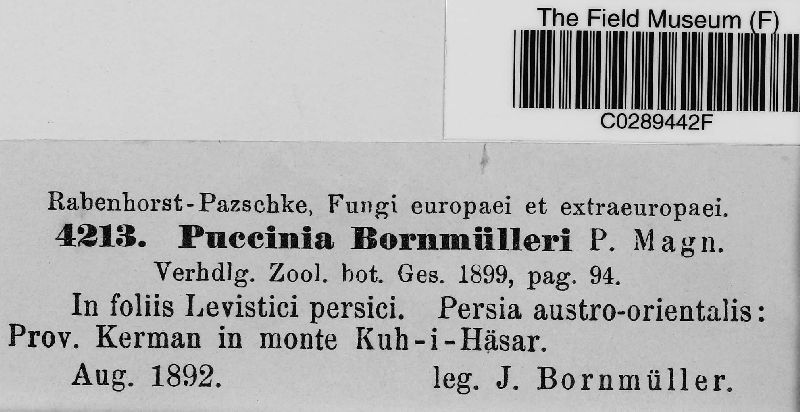 The Field Museum (F)
C0289442F
Rabenhorst-Pazschke, Fungi europaei et extraeuropaei.
4213. Puccinia Bornmülleri P. Magn.
Verhdlg. Zool. bot. Ges. 1899, pag. 94.
In foliis Levistici persici. Persia austro-orientalis:
Prov. Kerman in monte Kuh-i-Häsar.
Aug. 1892. leg. J. Bornmüller.